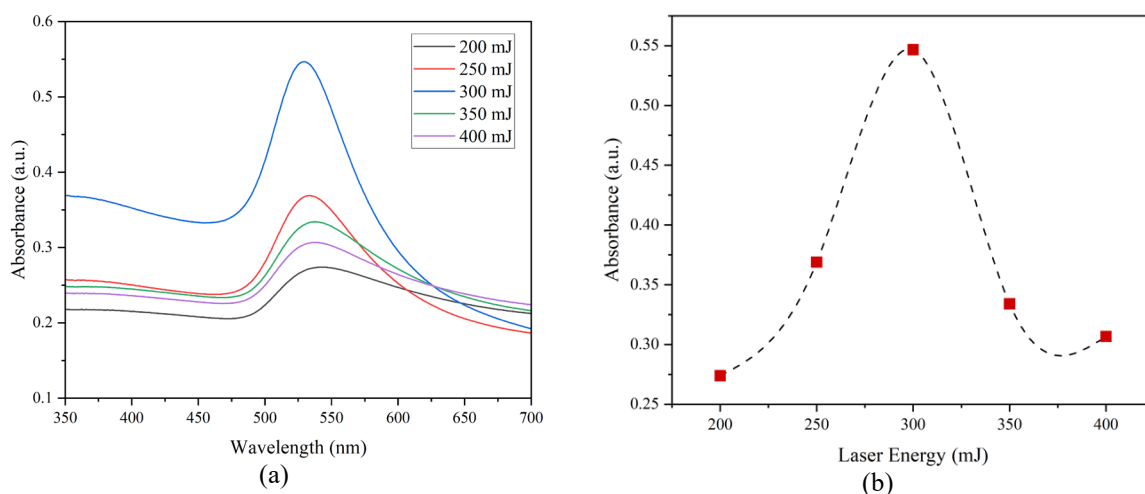 0.6
0.5
0.4
0.3
0.2
0.1
Absorbance (a.u.)
200 mJ
250 mJ
300 mJ
350 mJ
400 mJ
350 400 450 500 550 600 650 700
Wavelength (nm)
(a)
0.55
0.50
0.45
0.40
0.35
0.30
0.25
Absorbance (a.u.)
200 250 300 350 400
Laser Energy (mJ)
(b)